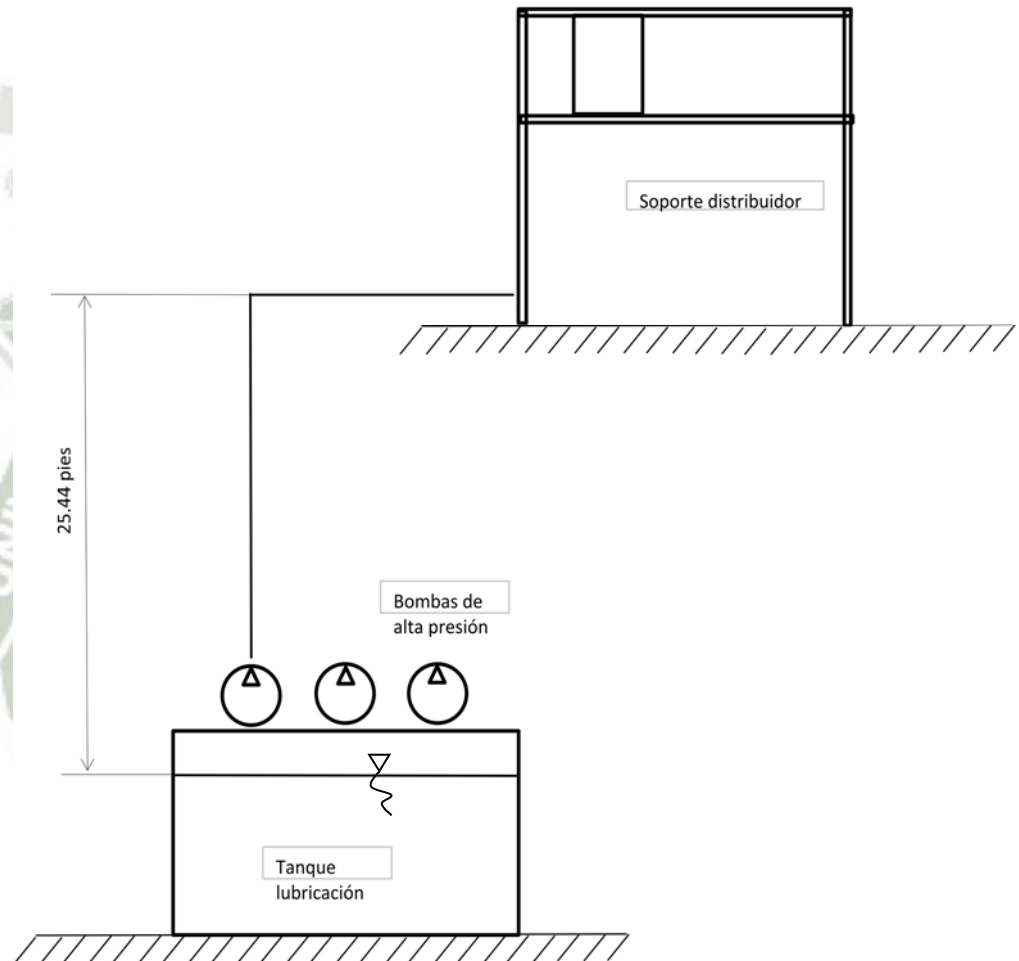 Soporte distribuidor
25.44 pies
Bombas de
alta presión
Tanque
lubricación